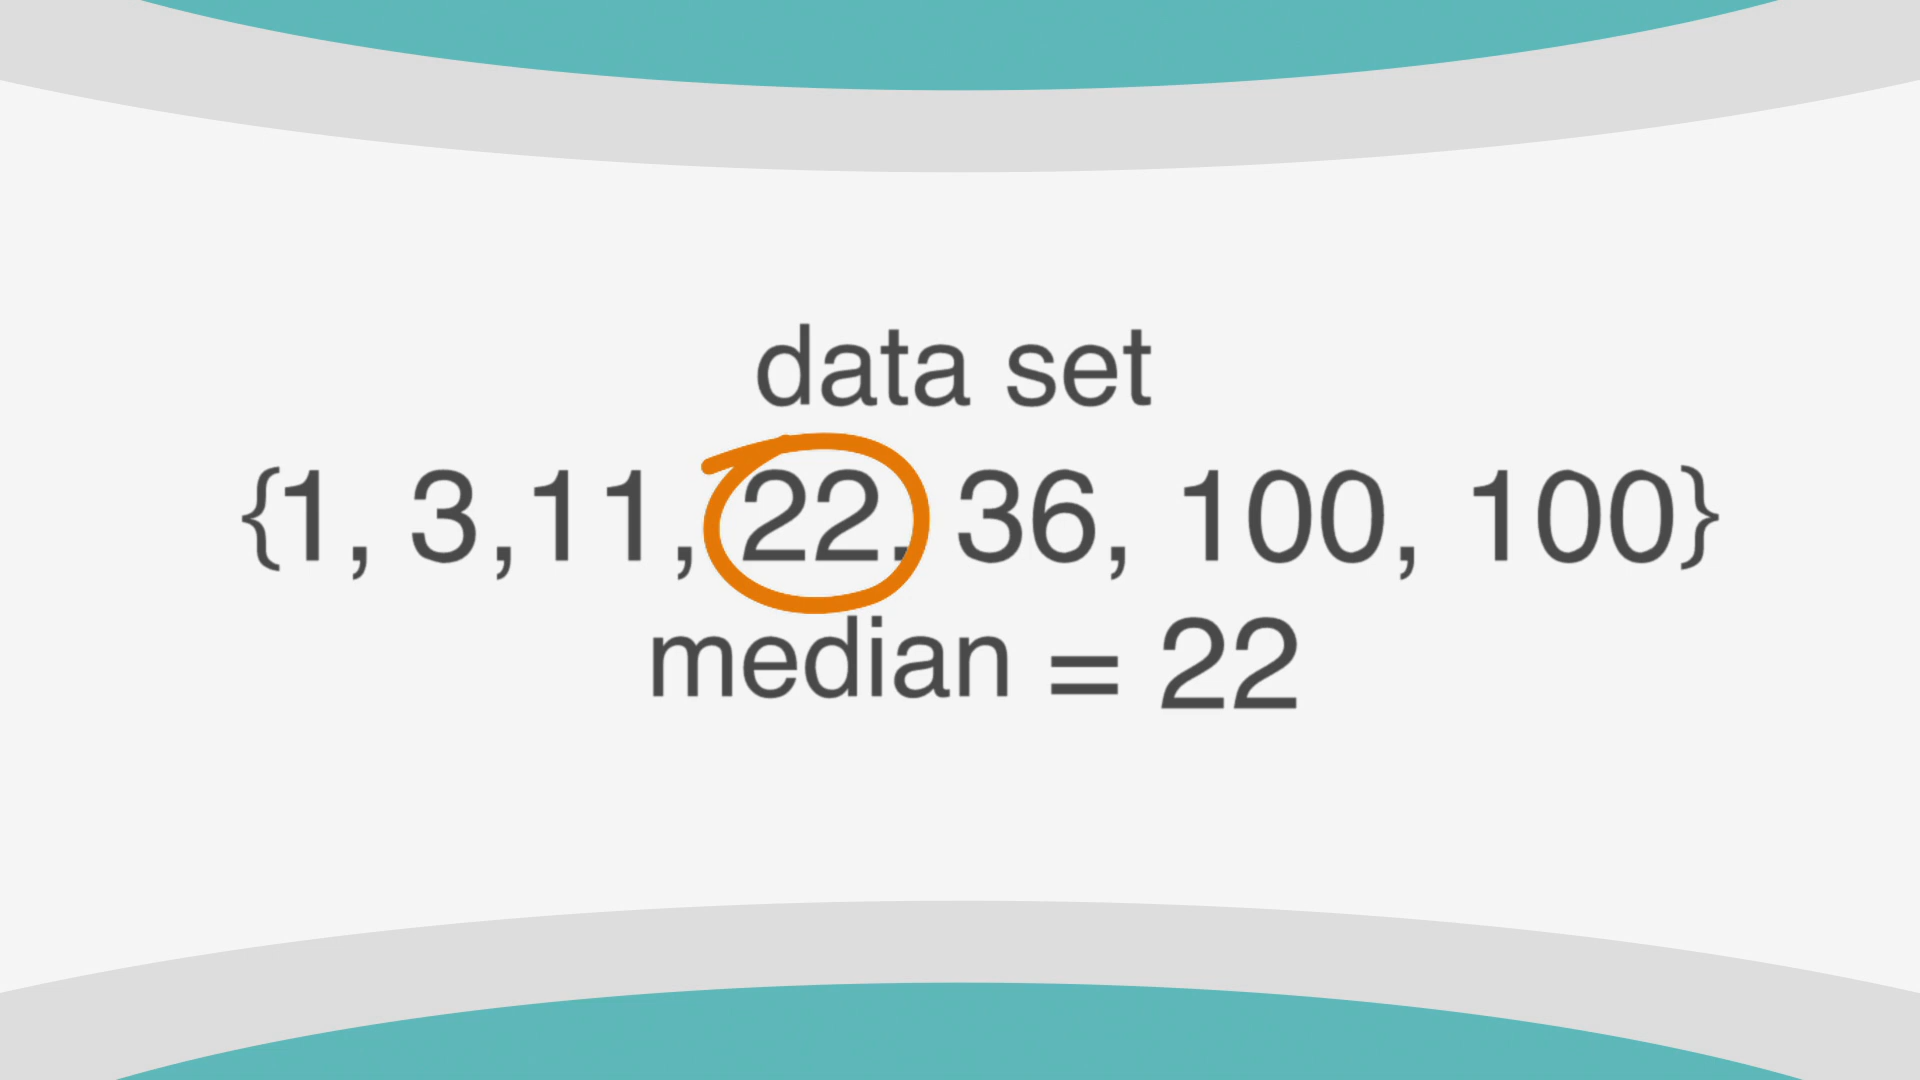 data set
{1, 3,11, 22, 36, 100, 100}
median = 22